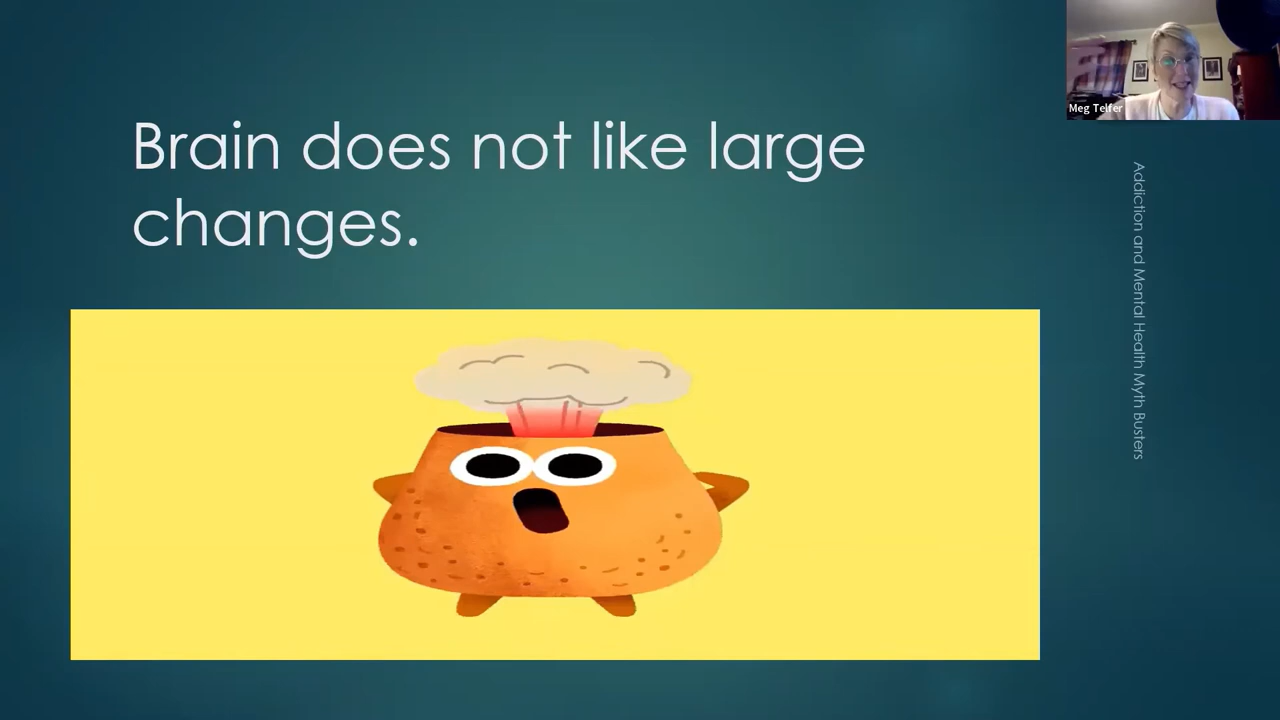 Brain does not like large
changes.
Meg Telfer
Addiction and Mental Health Myth Busters